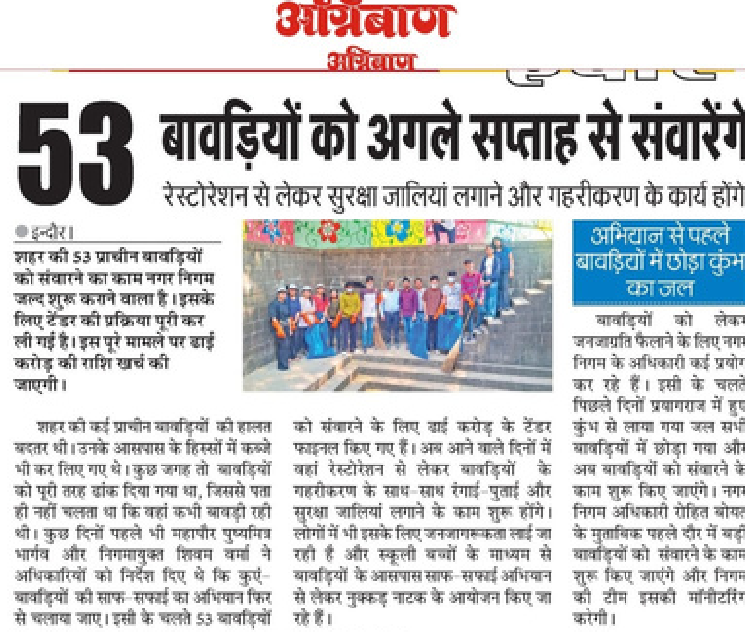 अग्निबाण
अग्निबाण
53 बावड़ियों को अगले सप्ताह से संवारेंगे
रेस्टोरेशन से लेकर सुरक्षा जालियां लगाने और गहरीकरण के कार्य होंगे
इन्दौर।
शहर की 53 प्राचीन बावड़ियों
को संवारने का काम नगर निगम
जल्द शुरू कराने वाला है। इसके
लिए टेंडर की प्रक्रिया पूरी कर
ली गई है। इस पूरे मामले पर ढाई
करोड़ की राशि खर्च की
जाएगी।
शहर की कई प्राचीन बावड़ियों की हालत
बदतर थी। उनके आसपास के हिस्सों में कब्जे
भी कर लिए गए थे। कुछ जगह तो बावड़ियों
को पूरी तरह ढांक दिया गया था, जिससे पता
ही नहीं चलता था कि वहां कभी बावड़ी रही
थी। कुछ दिनों पहले भी महापौर पुष्यमित्र
भार्गव और निगमायुक्त शिवम वर्मा ने
अधिकारियों को निर्देश दिए थे कि कुएं-
बावड़ियों की साफ-सफाई का अभियान फिर
से चलाया जाए। इसी के चलते 53 बावड़ियों
को संवारने के लिए ढाई करोड़ के टेंडर
फाइनल किए गए हैं। अब आने वाले दिनों में
वहां रेस्टोरेशन से लेकर बावड़ियों के
गहरीकरण के साथ-साथ रंगाई-पुताई और
सुरक्षा जालियां लगाने के काम शुरू होंगे।
लोगों में भी इसके लिए जनजागरूकता लाई जा
रही है और स्कूली बच्चों के माध्यम से
बावड़ियों के आसपास साफ-सफाई अभियान
से लेकर नुक्कड़ नाटक के आयोजन किए जा
रहे हैं।
अभियान से पहले
बावड़ियों में छोड़ा कुंभ
का जल
बावड़ियों को लेकर
जनजाग्रति फैलाने के लिए नगर
निगम के अधिकारी कई प्रयोग
कर रहे हैं। इसी के चलते
पिछले दिनों प्रयागराज में हुए
कुंभ से लाया गया जल सभी
बावड़ियों में छोड़ा गया और
अब बावड़ियों को संवारने के
काम शुरू किए जाएंगे। नगर
निगम अधिकारी रोहित बोयत
के मुताबिक पहले दौर में बड़ी
बावड़ियों को संवारने के काम
शुरू किए जाएंगे और निगम
की टीम इसकी मॉनीटरिंग
करेगी।